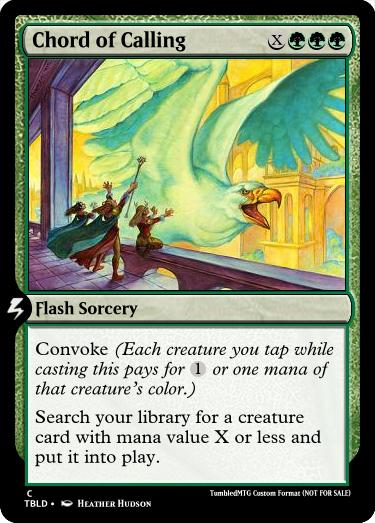 Chord of Calling X
Flash Sorcery
Convoke (Each creature you tap while
casting this pays for 1 or one mana of
that creature's color.)
Search your library for a creature
card with mana value X or less and
put it into play.
C
TBLD • Heather Hudson
TumbledMTG Custom Format (NOT FOR SALE)